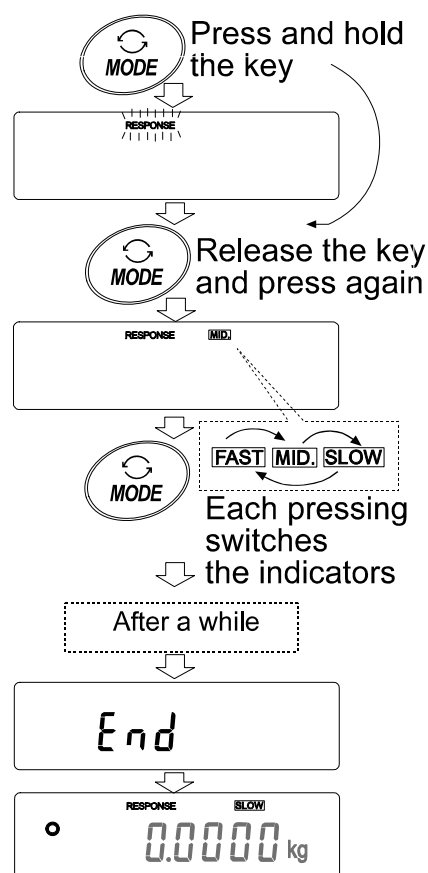 MODE
Press and hold
the key
RESPONSE
MODE
Release the key
and press again
RESPONSE MID.
MODE
FAST MID. SLOW
Each pressing
switches
the indicators
After a while
End
RESPONSE SLOW
0.0000 kg